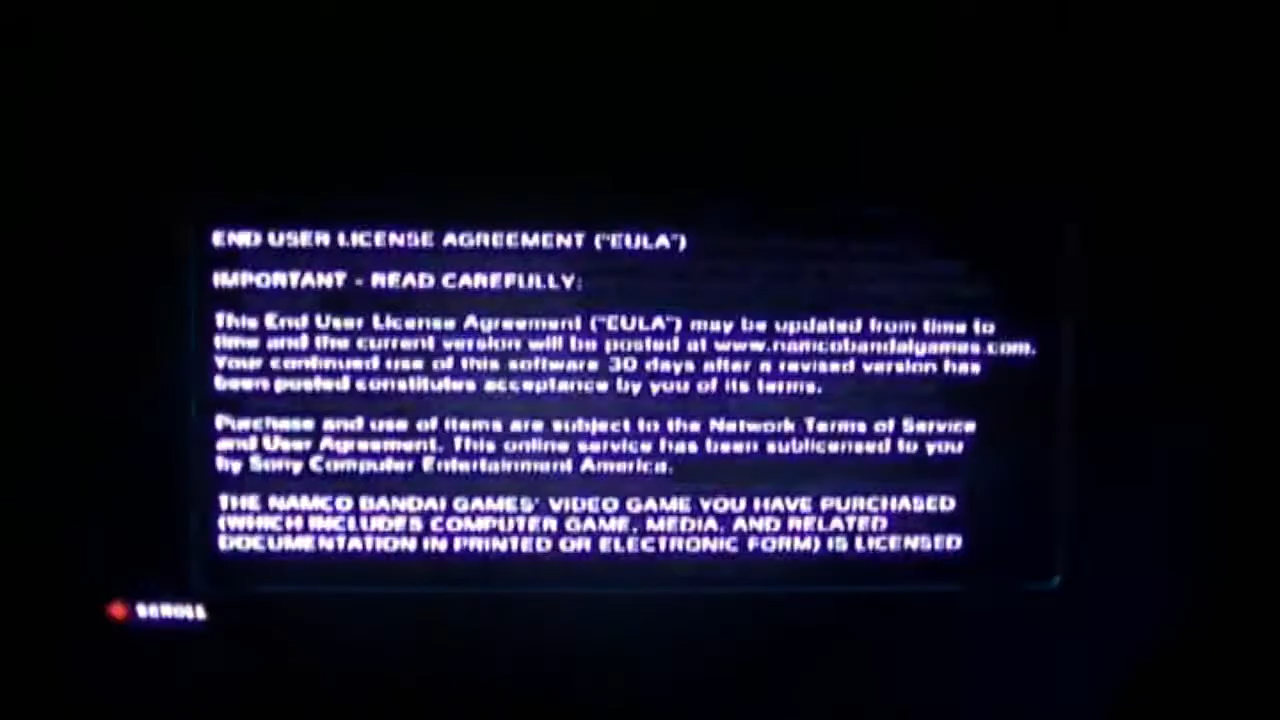 END USER LICENSE AGREEMENT ("EULA")
IMPORTANT - READ CAREFULLY:
This End User License Agreement ("EULA") may be updated from time to
time and the current version will be posted at www.namcobandaigames.com.
Your continued use of this software 30 days after a revised version has
been posted constitutes acceptance by you of its terms.
Purchase and use of items are subject to the Network Terms of Service
and User Agreement. This online service has been sublicensed to you
by Sony Computer Entertainment America.
THE NAMCO BANDAI GAMES' VIDEO GAME YOU HAVE PURCHASED
(WHICH INCLUDES COMPUTER GAME, MEDIA, AND RELATED
DOCUMENTATION IN PRINTED OR ELECTRONIC FORM) IS LICENSED
SCROLL